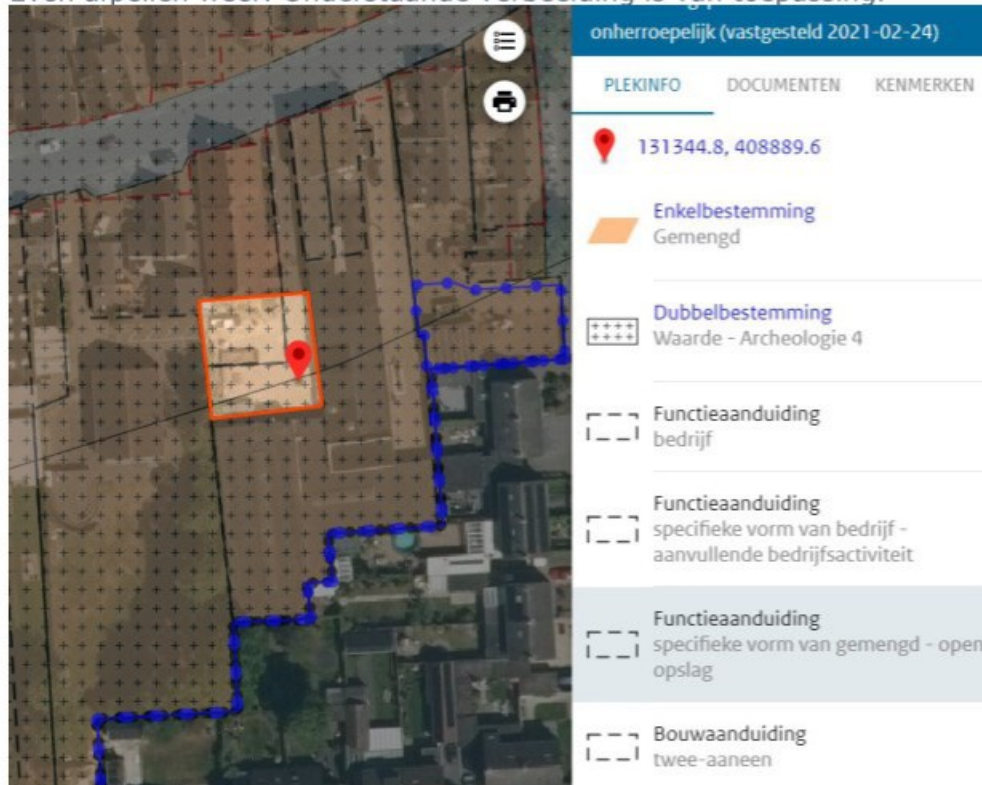 onherroepelijk (vastgesteld 2021-02-24)
PLEKINFO DOCUMENTEN KENMERKEN
131344.8, 408889.6
Enkelbestemming
Gemengd
Dubbelbestemming
Waarde - Archeologie 4
Functieaanduiding
bedrijf
Functieaanduiding
specifieke vorm van bedrijf -
aanvullende bedrijfsactiviteit
Functieaanduiding
specifieke vorm van gemengd - open
opslag
Bouwaanduiding
twee-aaneen